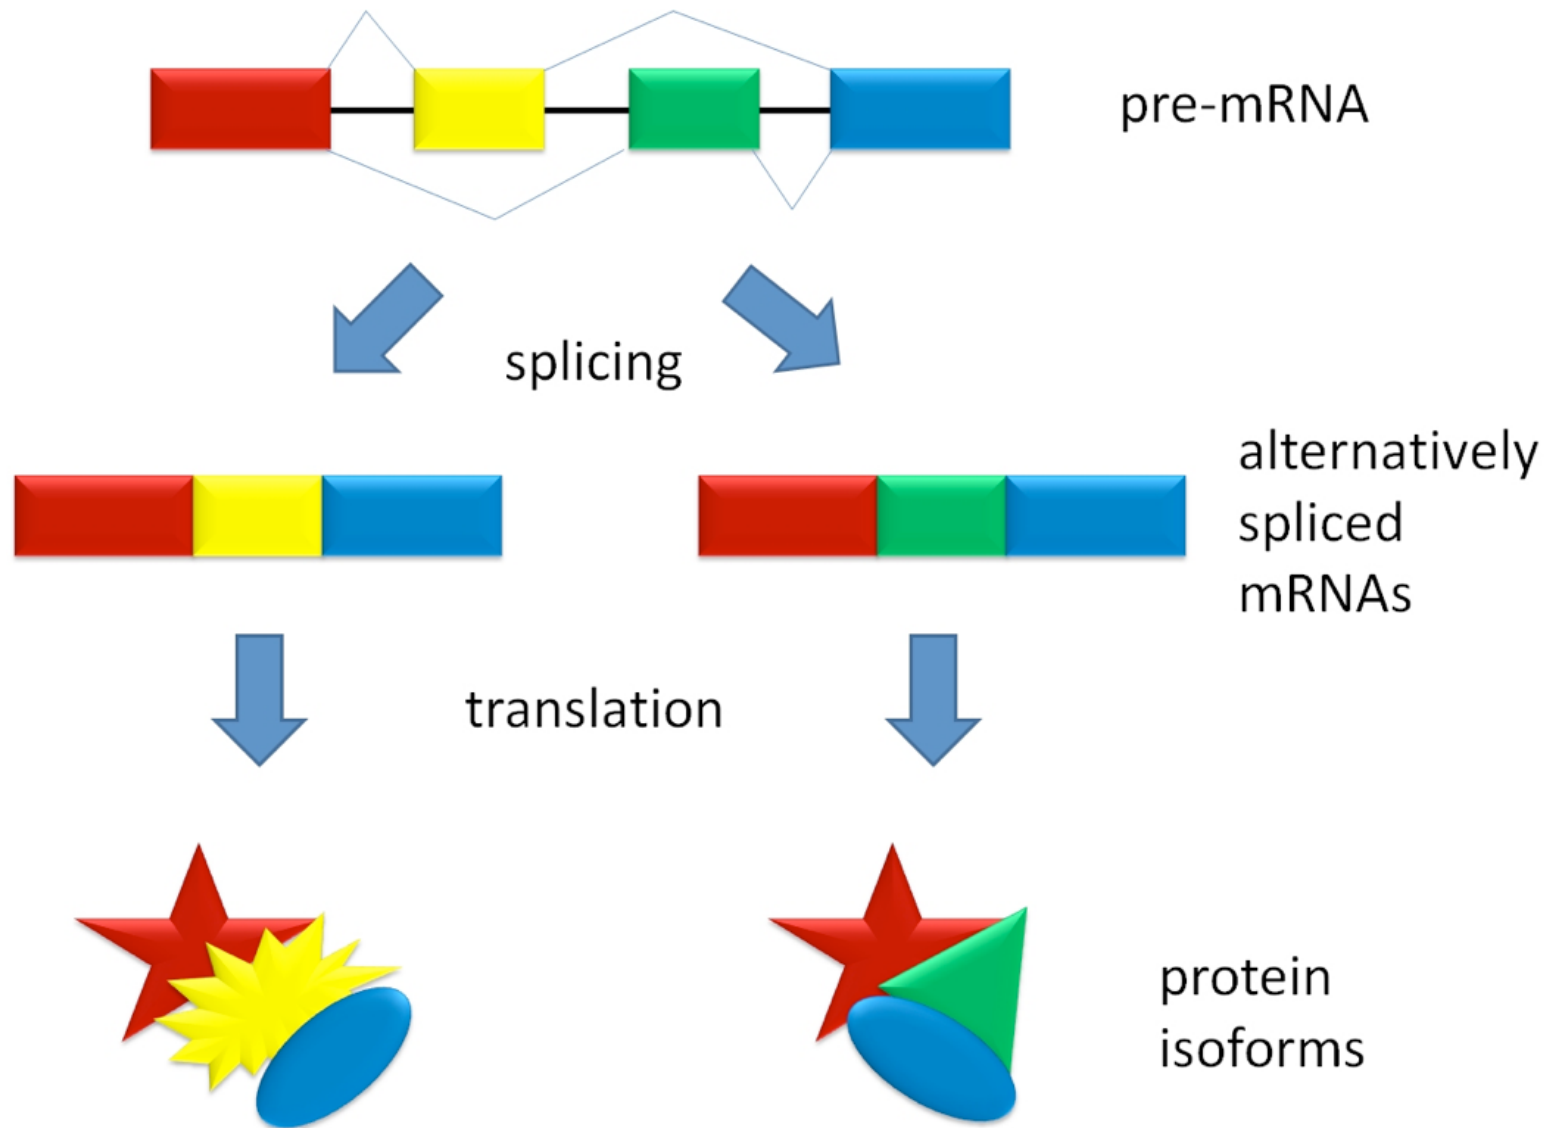 pre-mRNA
splicing
alternatively
spliced
mRNAs
translation
protein
isoforms